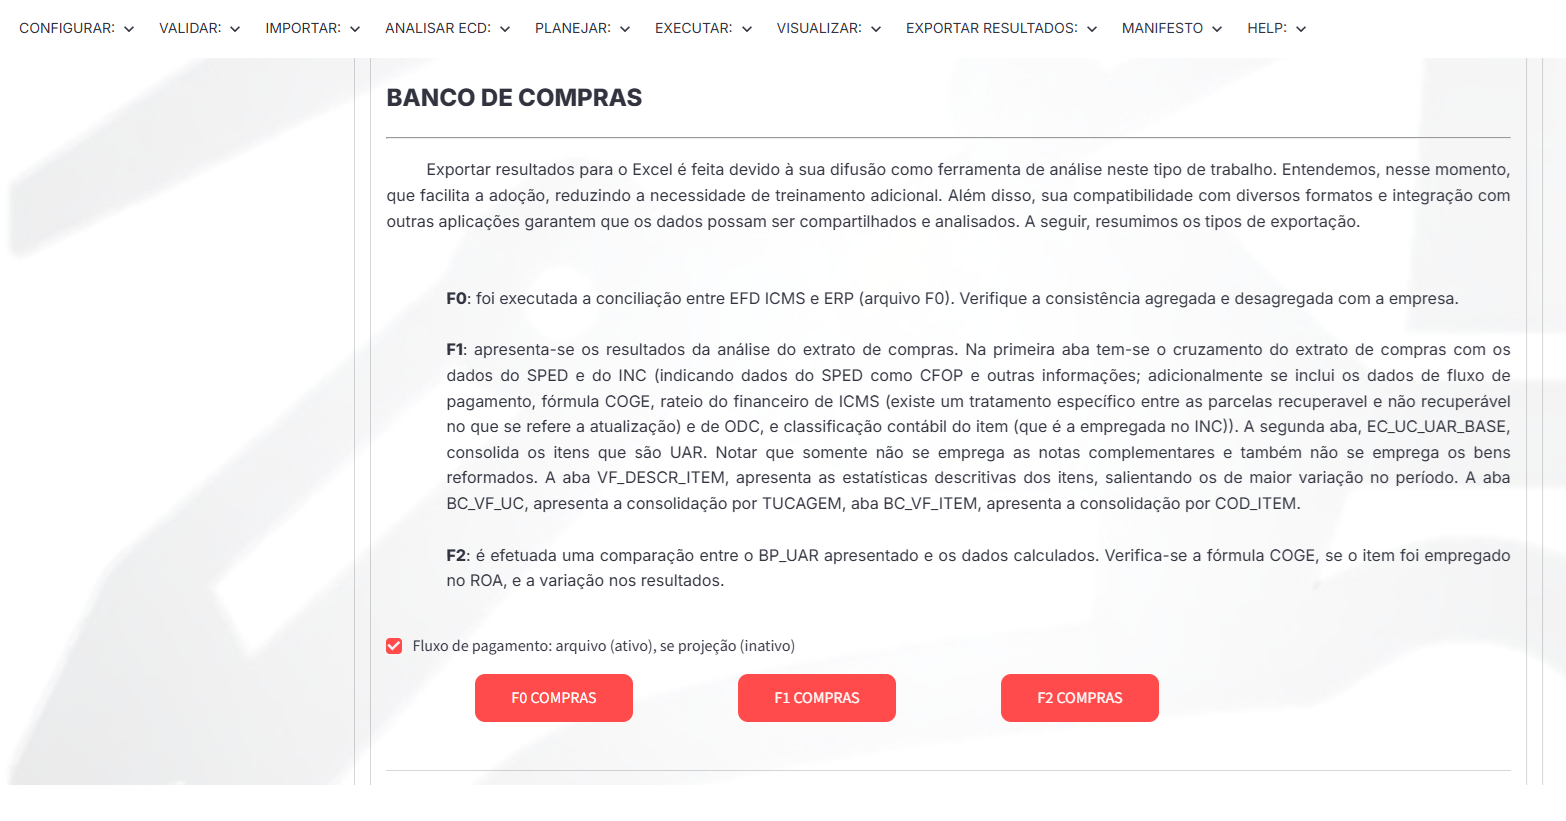 CONFIGURAR: VALIDAR: IMPORTAR: ANALISAR ECD: PLANEJAR: EXECUTAR: VISUALIZAR: EXPORTAR RESULTADOS: MANIFESTO HELP:
BANCO DE COMPRAS
Exportar resultados para o Excel é feita devido à sua difusão como ferramenta de análise neste tipo de trabalho. Entendemos, nesse momento,
que facilita a adoção, reduzindo a necessidade de treinamento adicional. Além disso, sua compatibilidade com diversos formatos e integração com
outras aplicações garantem que os dados possam ser compartilhados e analisados. A seguir, resumimos os tipos de exportação.
F0: foi executada a conciliação entre EFD ICMS e ERP (arquivo F0). Verifique a consistência agregada e desagregada com a empresa.
F1: apresenta-se os resultados da análise do extrato de compras. Na primeira aba tem-se o cruzamento do extrato de compras com os
dados do SPED e do INC (indicando dados do SPED como CFOP e outras informações; adicionalmente se inclui os dados de fluxo de
pagamento, fórmula COGE, rateio do financeiro de ICMS (existe um tratamento específico entre as parcelas recuperavel e não recuperável
no que se refere a atualização) e de ODC, e classificação contábil do item (que é a empregada no INC)). A segunda aba, EC_UC_UAR_BASE,
consolida os itens que são UAR. Notar que somente não se emprega as notas complementares e também não se emprega os bens
reformados. A aba VF_DESCR_ITEM, apresenta as estatísticas descritivas dos itens, salientando os de maior variação no período. A aba
BC_VF_UC, apresenta a consolidação por TUCAGEM, aba BC_VF_ITEM, apresenta a consolidação por COD_ITEM.
F2: é efetuada uma comparação entre o BP_UAR apresentado e os dados calculados. Verifica-se a fórmula COGE, se o item foi empregado
no ROA, e a variação nos resultados.
Fluxo de pagamento: arquivo (ativo), se projeção (inativo)
F0 COMPRAS F1 COMPRAS F2 COMPRAS